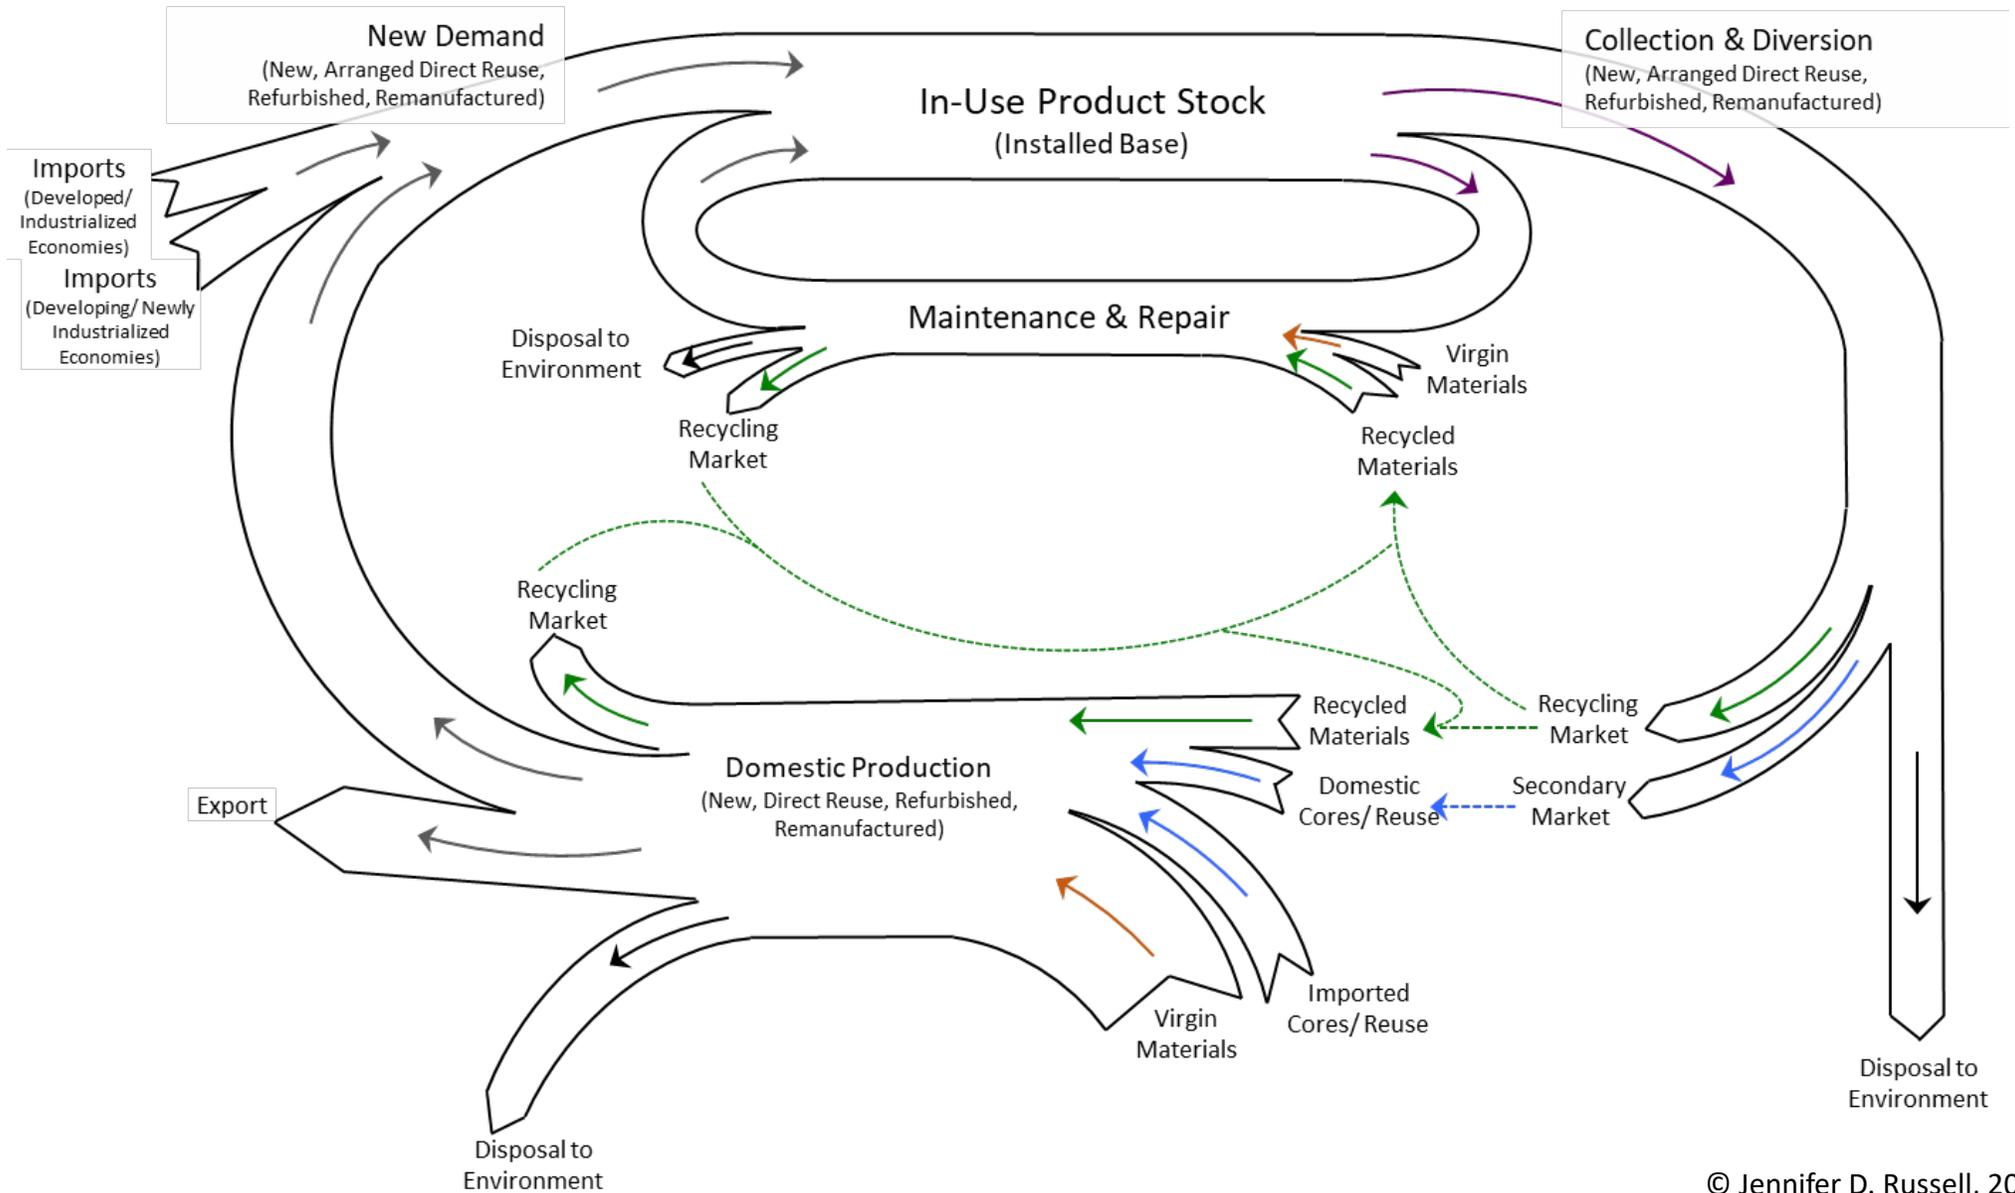 New Demand
(New, Arranged Direct Reuse,
Refurbished, Remanufactured)
Collection & Diversion
(New, Arranged Direct Reuse,
Refurbished, Remanufactured)
In-Use Product Stock
(Installed Base)
Imports
(Developed/
Industrialized
Economies)
Imports
(Developing/ Newly
Industrialized
Economies)
Maintenance & Repair
Disposal to
Environment
Virgin
Materials
Recycling
Market
Recycled
Materials
Recycling
Market
Recycled
Materials
Recycling
Market
Domestic Production
(New, Direct Reuse, Refurbished,
Remanufactured)
Domestic
Cores/ Reuse
Secondary
Market
Export
Imported
Cores/ Reuse
Virgin
Materials
Disposal to
Environment
Disposal to
Environment
© Jennifer D. Russell, 20